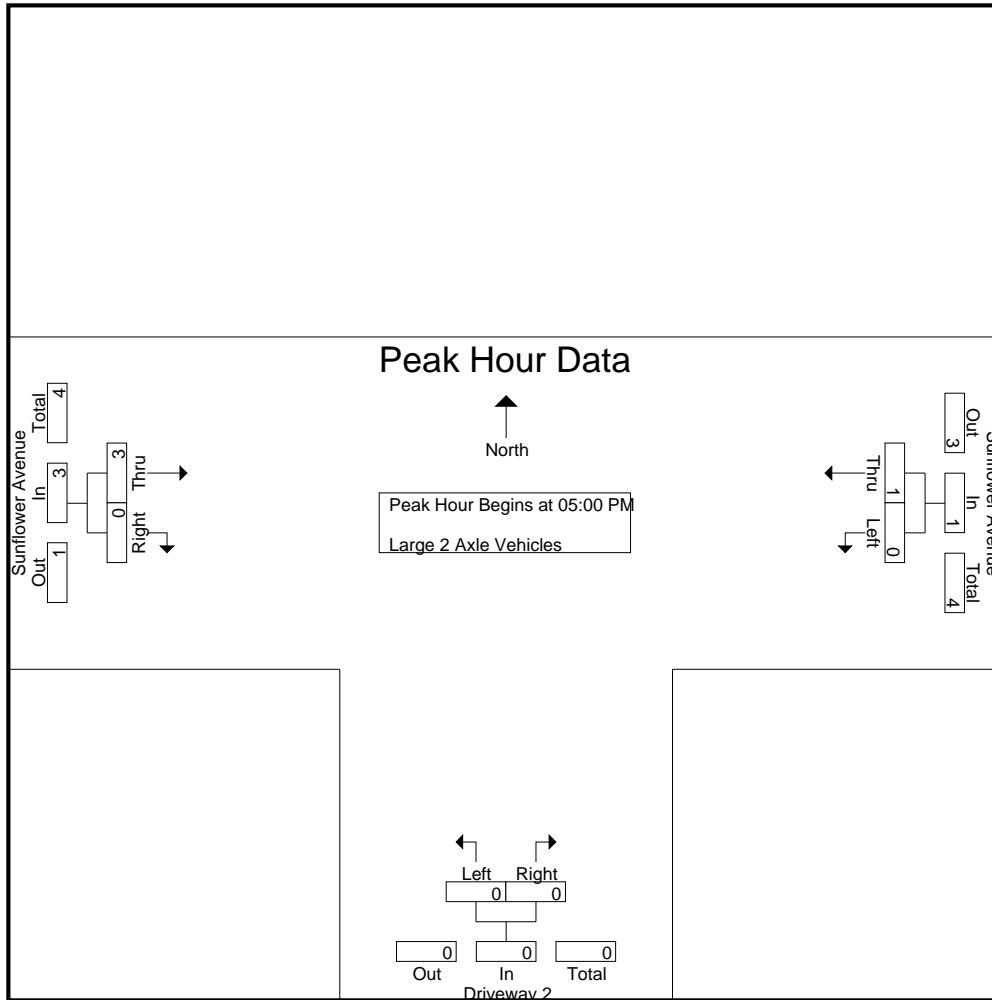 Peak Hour Data
North
Peak Hour Begins at 05:00 PM
Large 2 Axle Vehicles
Sunflower Avenue
Total
4
In
3
Out
1
Thru
3
Right
0
Sunflower Avenue
Out
3
In
1
Total
4
Thru
1
Left
0
Left Right
0 0
0 0 0
Out In Total
Driveway 2